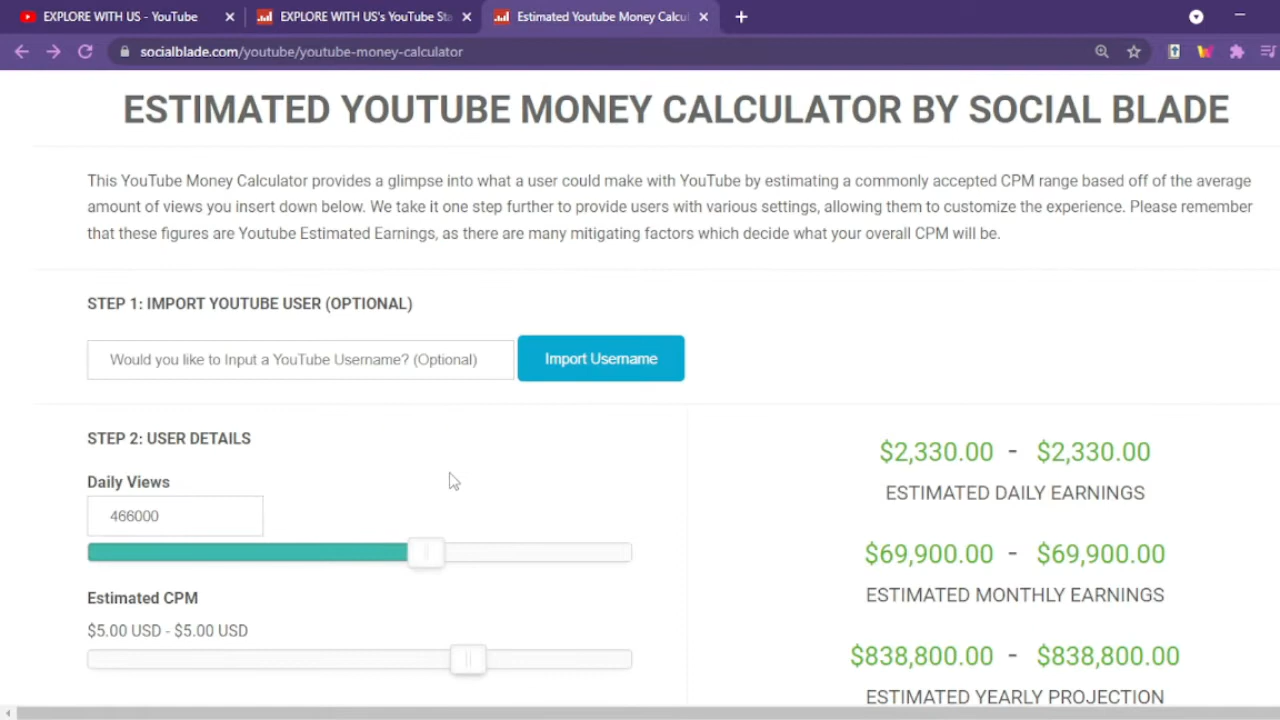 EXPLORE WITH US - YouTube
EXPLORE WITH US's YouTube Sta
Estimated Youtube Money Calcul
socialblade.com/youtube/youtube-money-calculator
ESTIMATED YOUTUBE MONEY CALCULATOR BY SOCIAL BLADE
This YouTube Money Calculator provides a glimpse into what a user could make with YouTube by estimating a commonly accepted CPM range based off of the average
amount of views you insert down below. We take it one step further to provide users with various settings, allowing them to customize the experience. Please remember
that these figures are Youtube Estimated Earnings, as there are many mitigating factors which decide what your overall CPM will be.
STEP 1: IMPORT YOUTUBE USER (OPTIONAL)
Would you like to Input a YouTube Username? (Optional)
Import Username
STEP 2: USER DETAILS
Daily Views
466000
Estimated CPM
$5.00 USD - $5.00 USD
$2,330.00 - $2,330.00
ESTIMATED DAILY EARNINGS
$69,900.00 - $69,900.00
ESTIMATED MONTHLY EARNINGS
$838,800.00 - $838,800.00
ESTIMATED YEARLY PROJECTION